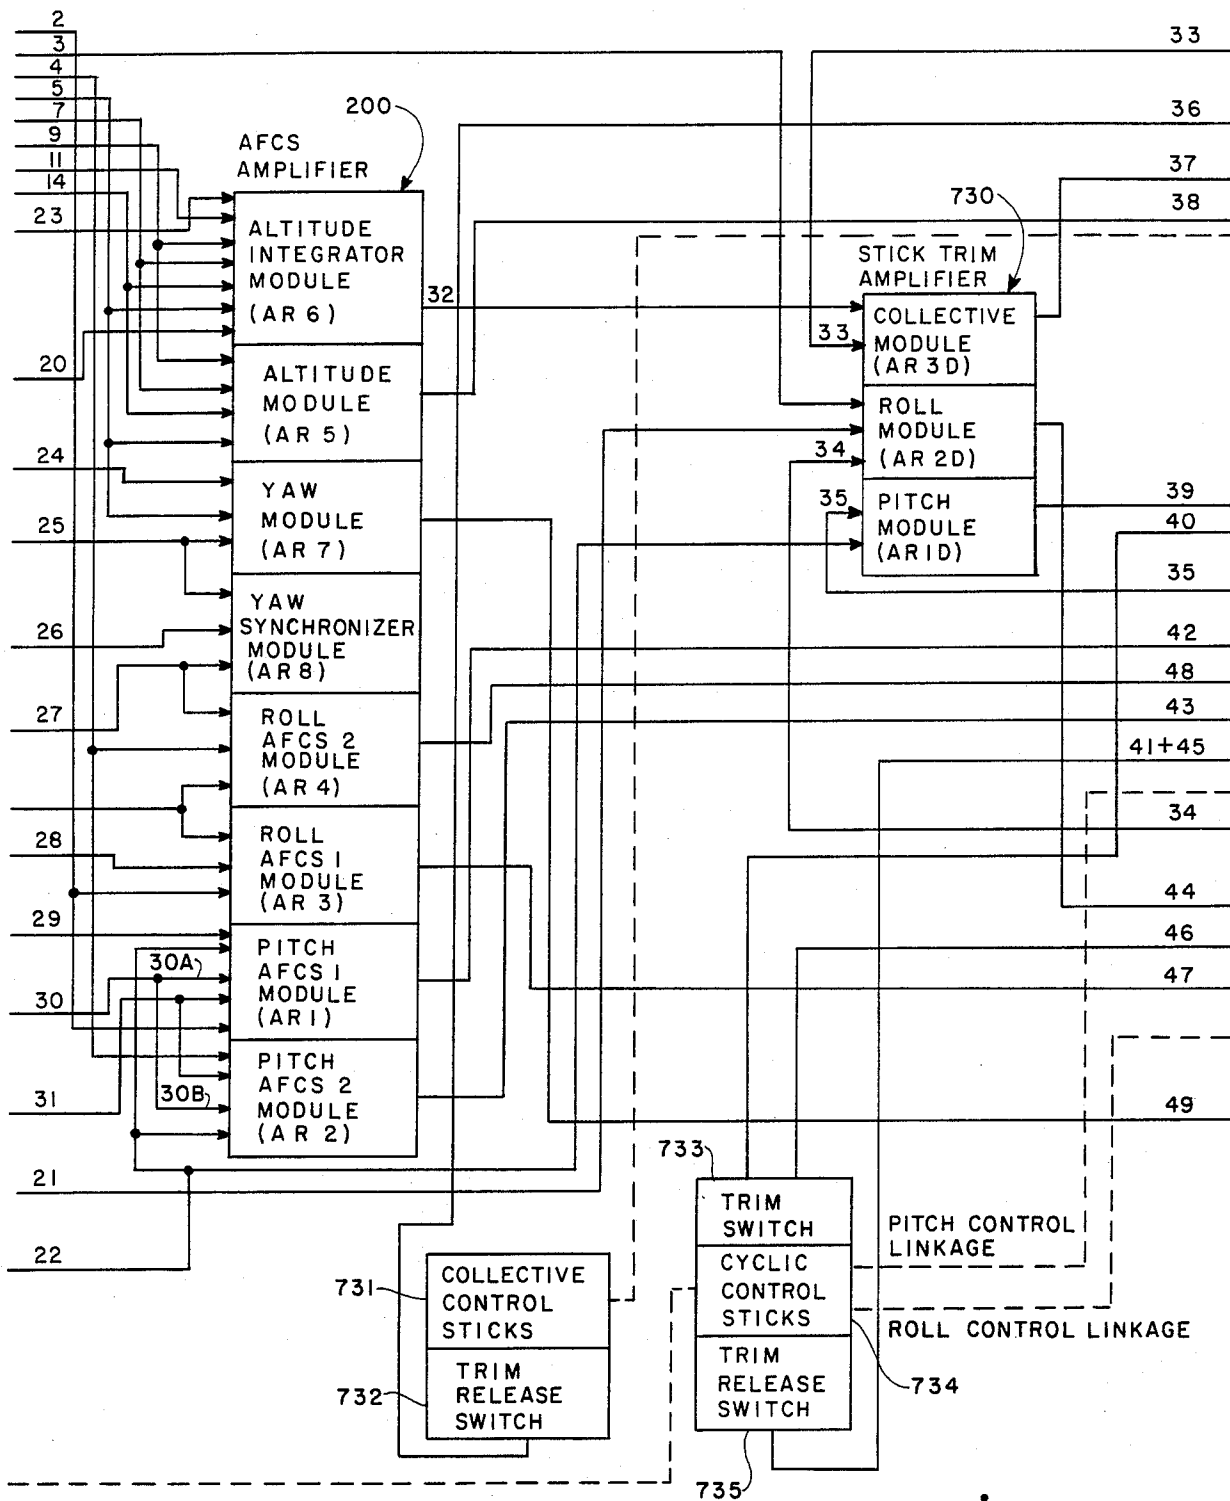 2
3
4
5
7
9
11
14
23
20
24
25
26
27
28
29
30
31
21
22
30A
30B
200
AFCS
AMPLIFIER
ALTITUDE
INTEGRATOR
MODULE
(AR 6)
ALTITUDE
MODULE
(AR 5)
YAW
MODULE
(AR 7)
YAW
SYNCHRONIZER
MODULE
(AR 8)
ROLL
AFCS 2
MODULE
(AR 4)
ROLL
AFCS 1
MODULE
(AR 3)
PITCH
AFCS 1
MODULE
(AR1)
PITCH
AFCS 2
MODULE
(AR 2)
32
730
STICK TRIM
AMPLIFIER
33
COLLECTIVE
MODULE
(AR 3D)
34
ROLL
MODULE
(AR 2D)
35
PITCH
MODULE
(AR1D)
33
36
37
38
39
40
35
42
48
43
41+45
34
44
46
47
49
731
COLLECTIVE
CONTROL
STICKS
732
TRIM
RELEASE
SWITCH
733
TRIM
SWITCH
CYCLIC
CONTROL
STICKS
734
TRIM
RELEASE
SWITCH
735
PITCH CONTROL
LINKAGE
ROLL CONTROL LINKAGE